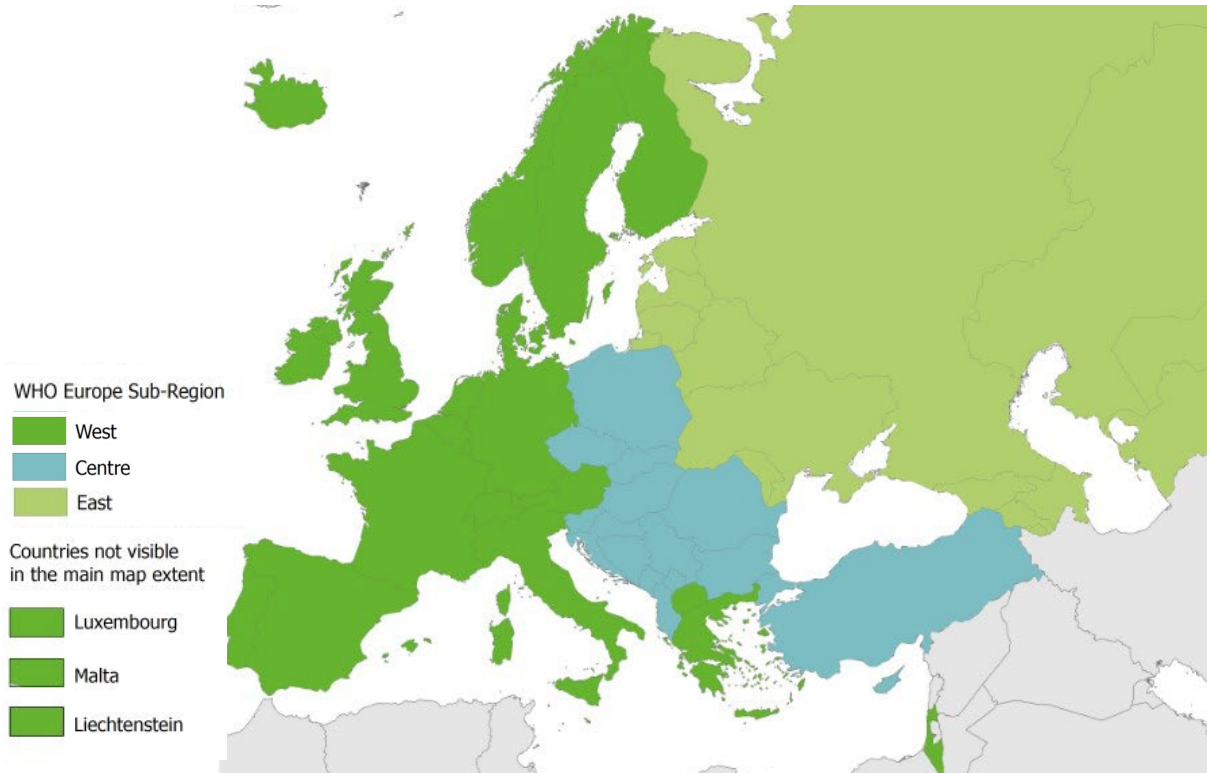 WHO Europe Sub-Region
West
Centre
East
Countries not visible
in the main map extent
Luxembourg
Malta
Liechtenstein